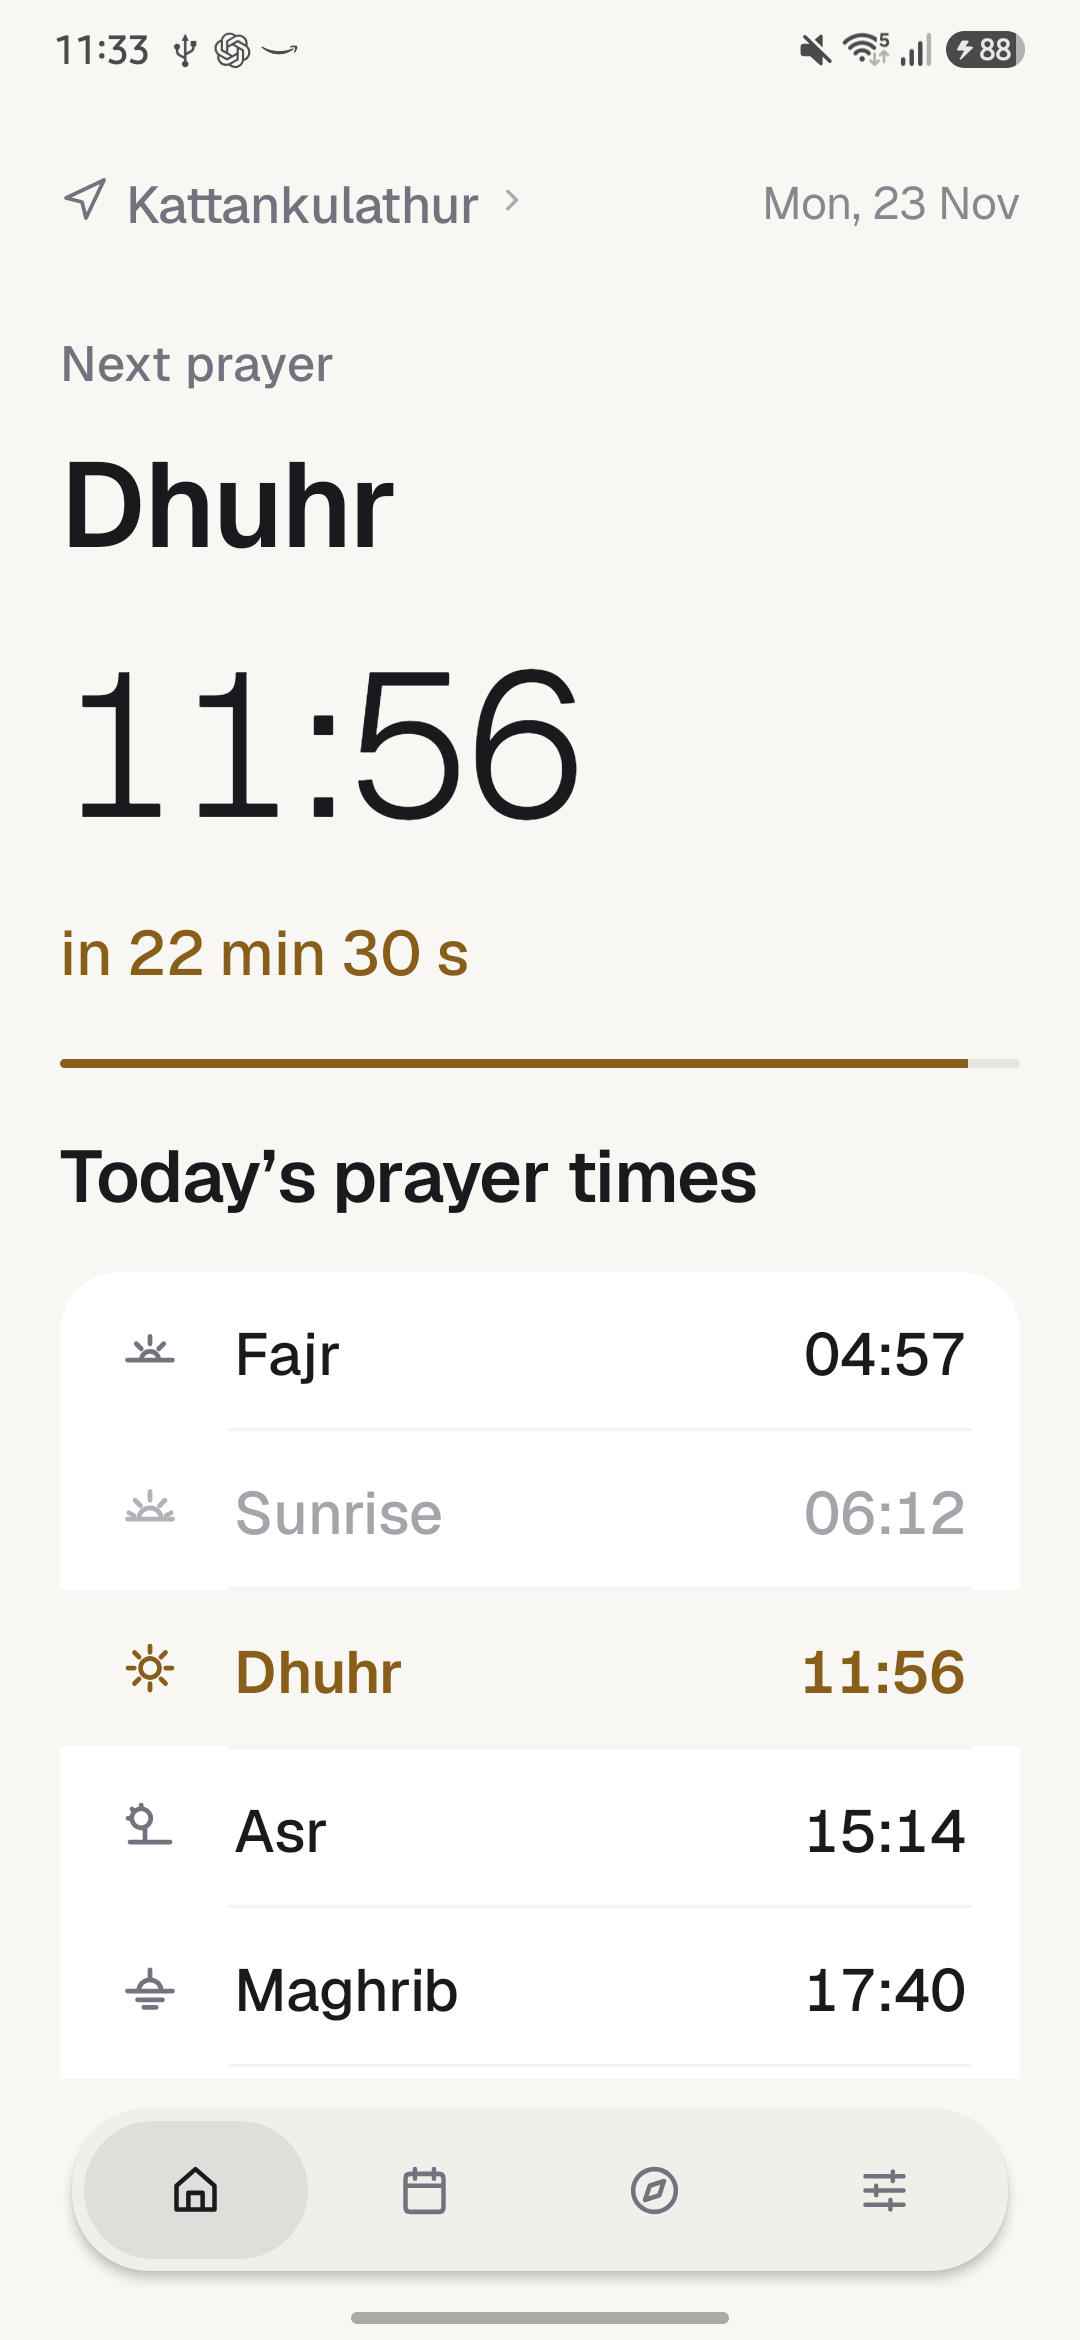 11:33
5
88
Kattankulathur
Mon, 23 Nov
Next prayer
Dhuhr
11:56
in 22 min 30 s
Today’s prayer times
Fajr 04:57
Sunrise 06:12
Dhuhr 11:56
Asr 15:14
Maghrib 17:40